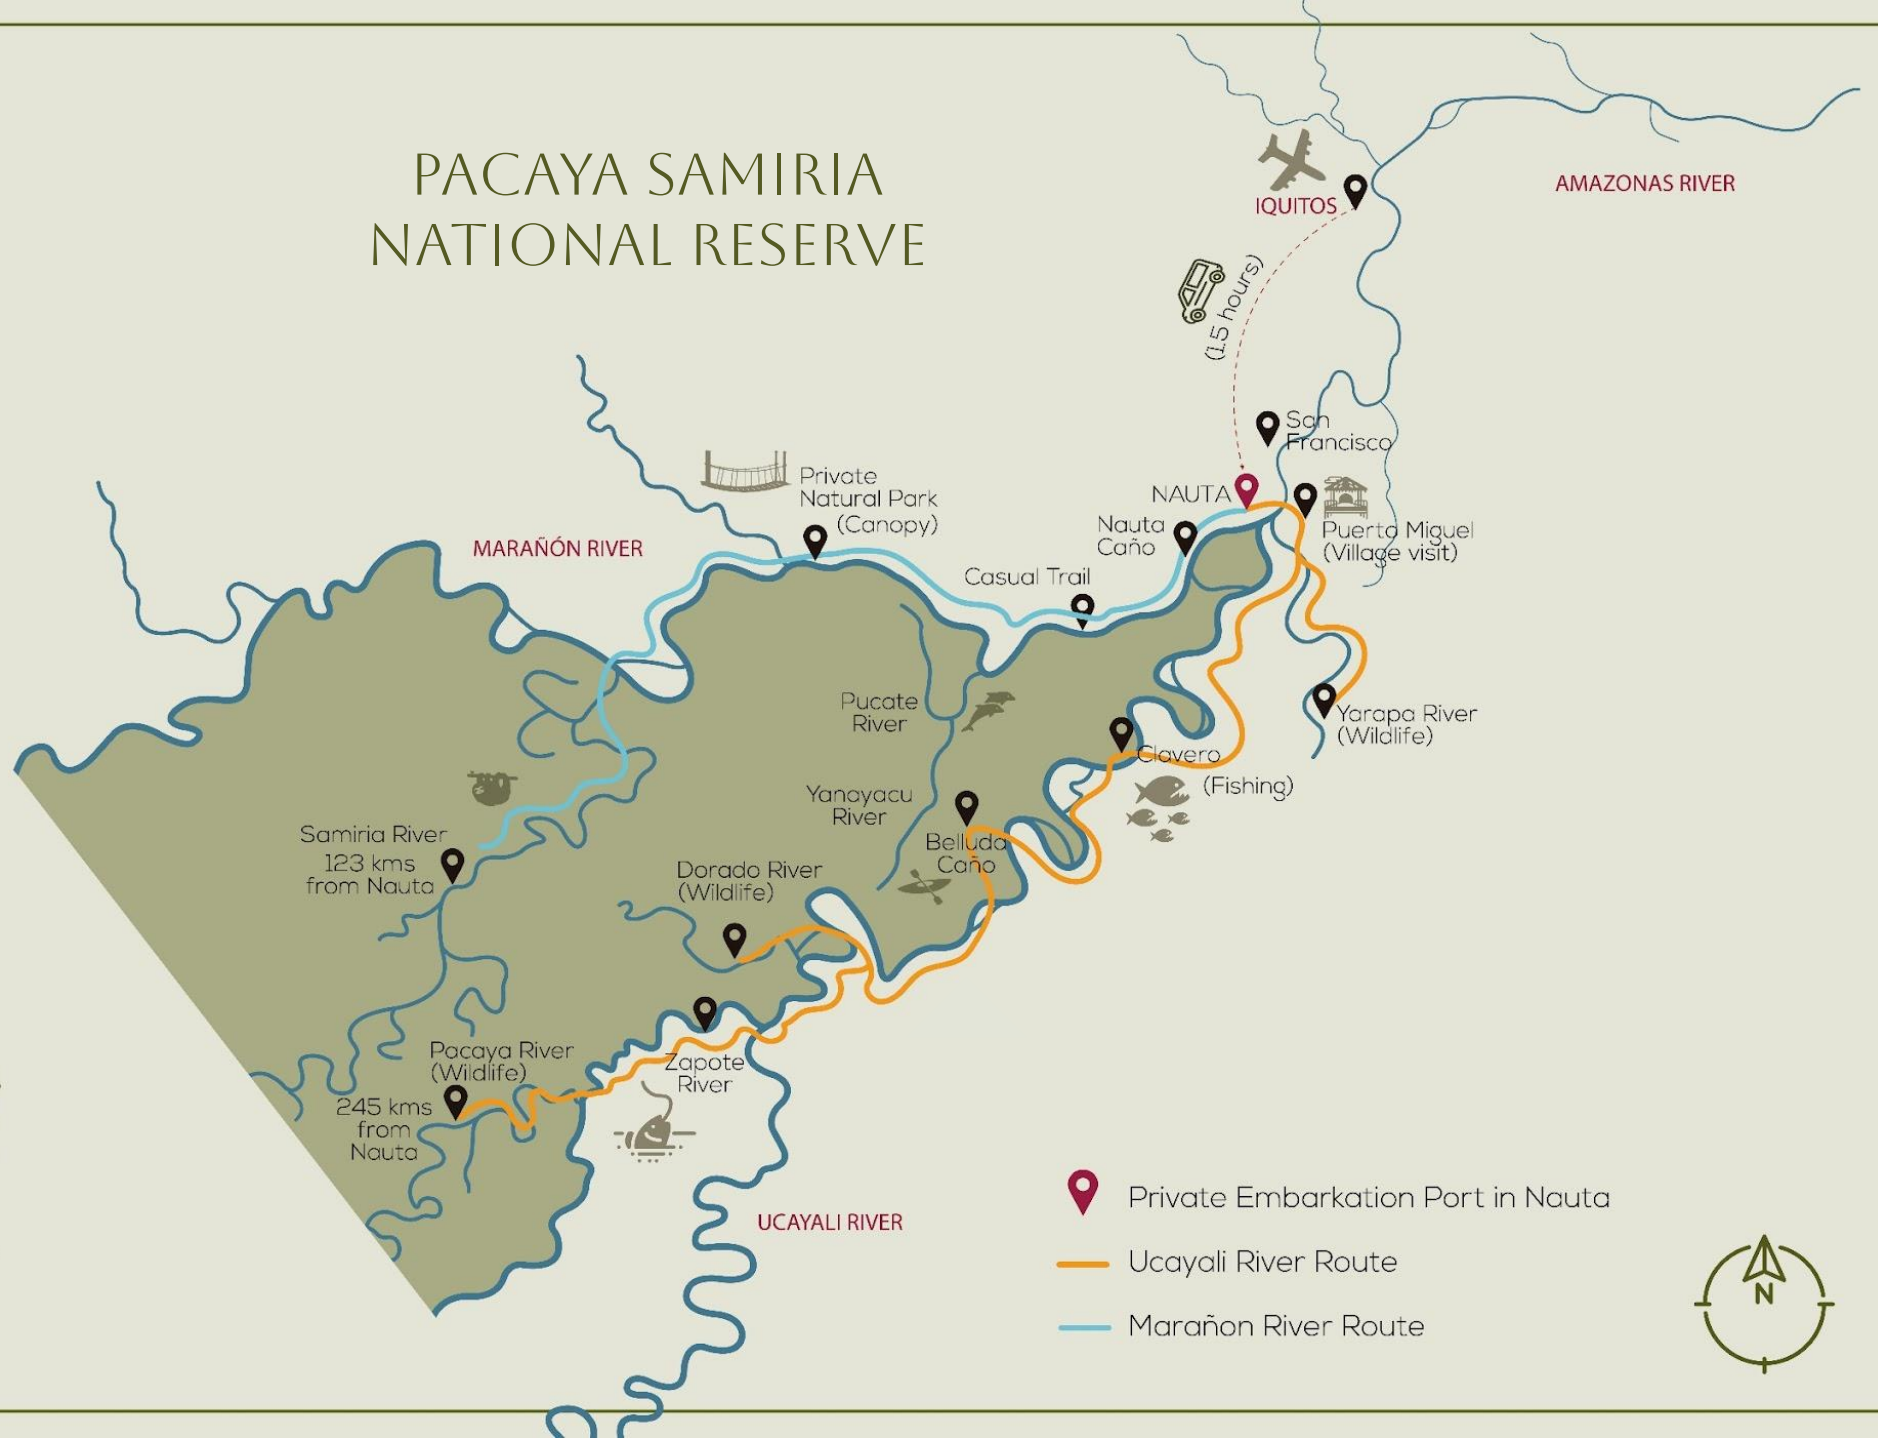 PACAYA SAMIRIA
NATIONAL RESERVE
AMAZONAS RIVER
IQUITOS
(1.5 hours)
San
Francisco
NAUTA
Puerto Miguel
(Village visit)
Nauta
Caño
Private
Natural Park
(Canopy)
MARAÑÓN RIVER
Casual Trail
Pucate
River
Yarapa River
(Wildlife)
Clavero
(Fishing)
Yanayacu
River
Belluda
Caño
Samiria River
123 kms
from Nauta
Dorado River
(Wildlife)
Pacaya River
(Wildlife)
245 kms
from
Nauta
Zapote
River
UCAYALI RIVER
Private Embarkation Port in Nauta
Ucayali River Route
Marañon River Route
N